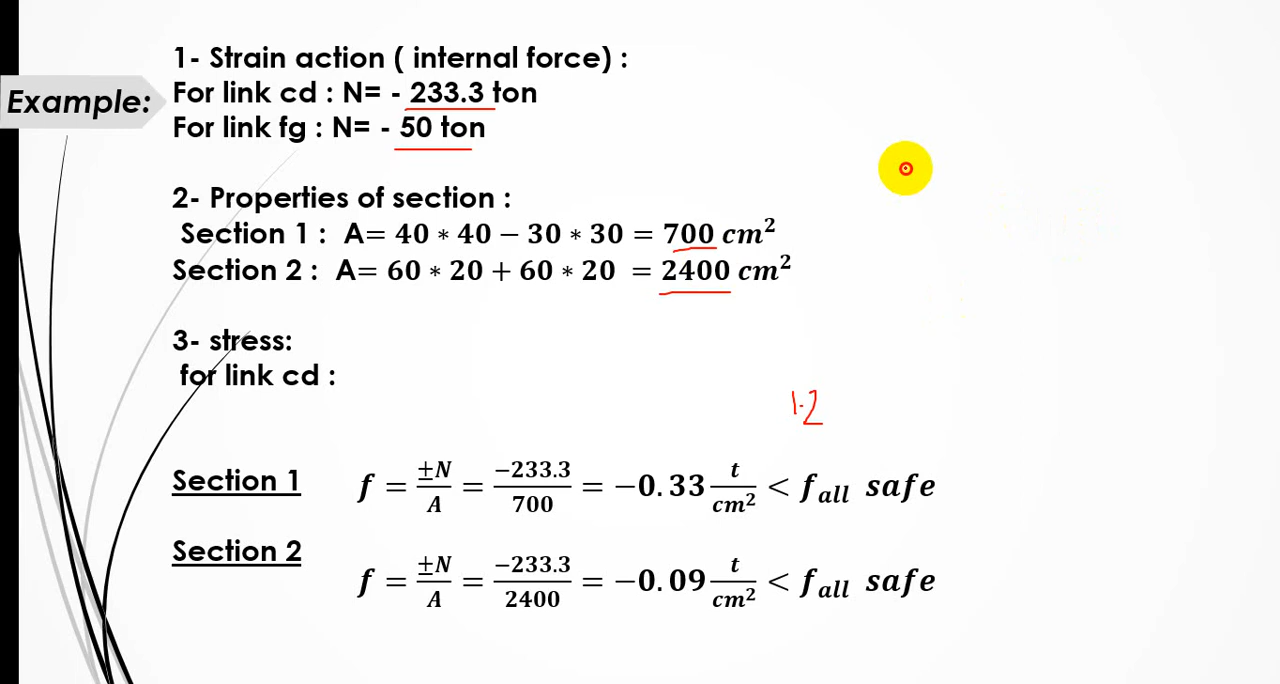 1- Strain action ( internal force) :
Example:
For link cd : N= - 233.3 ton
For link fg : N= - 50 ton
2- Properties of section :
Section 1 : A= 40 ∗ 40 − 30 ∗ 30 = 700 cm²
Section 2 : A= 60 ∗ 20 + 60 ∗ 20 = 2400 cm²
3- stress:
for link cd :
1.2
Section 1 f = ±N/A = −233.3/700 = −0.33 t/cm² < f_all safe
Section 2
f = ±N/A = −233.3/2400 = −0.09 t/cm² < f_all safe